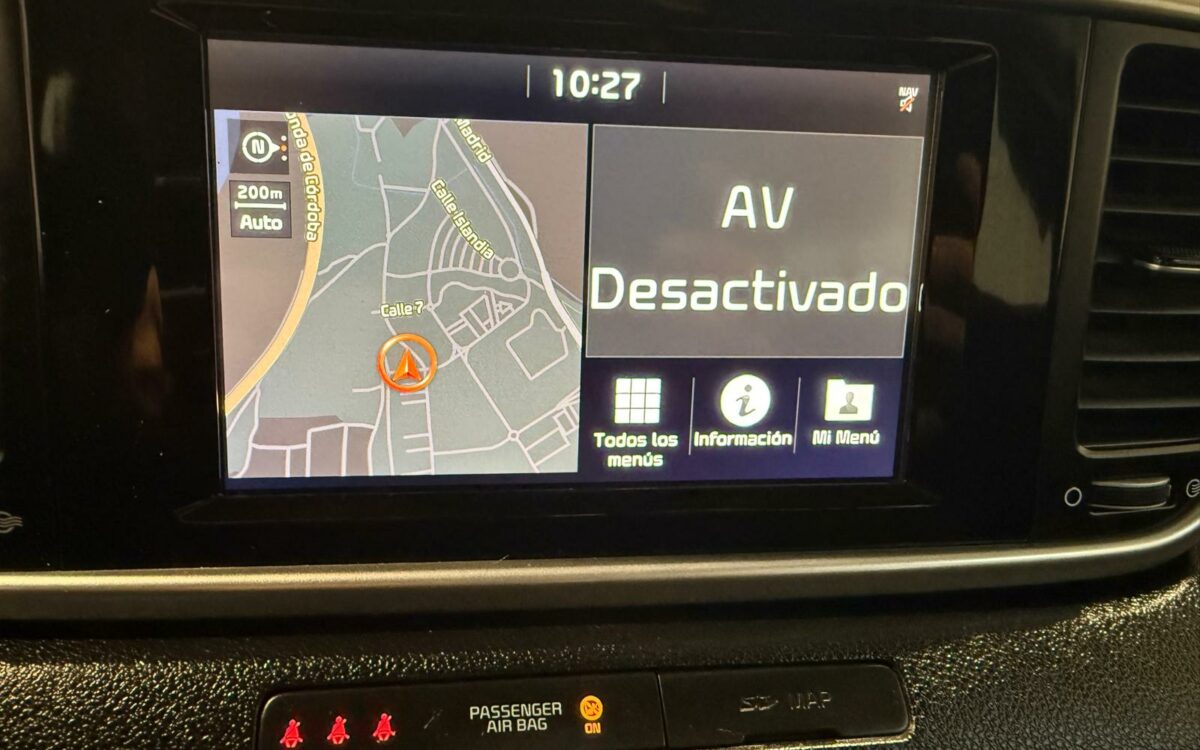 10:27
NAV
N
200m
Auto
onda de Córdoba
Madrid
Calle Islandia
Calle 7
AV
Desactivado
Todos los
menús
Información
Mi Menú
PASSENGER
AIR BAG
ON
SD MAP